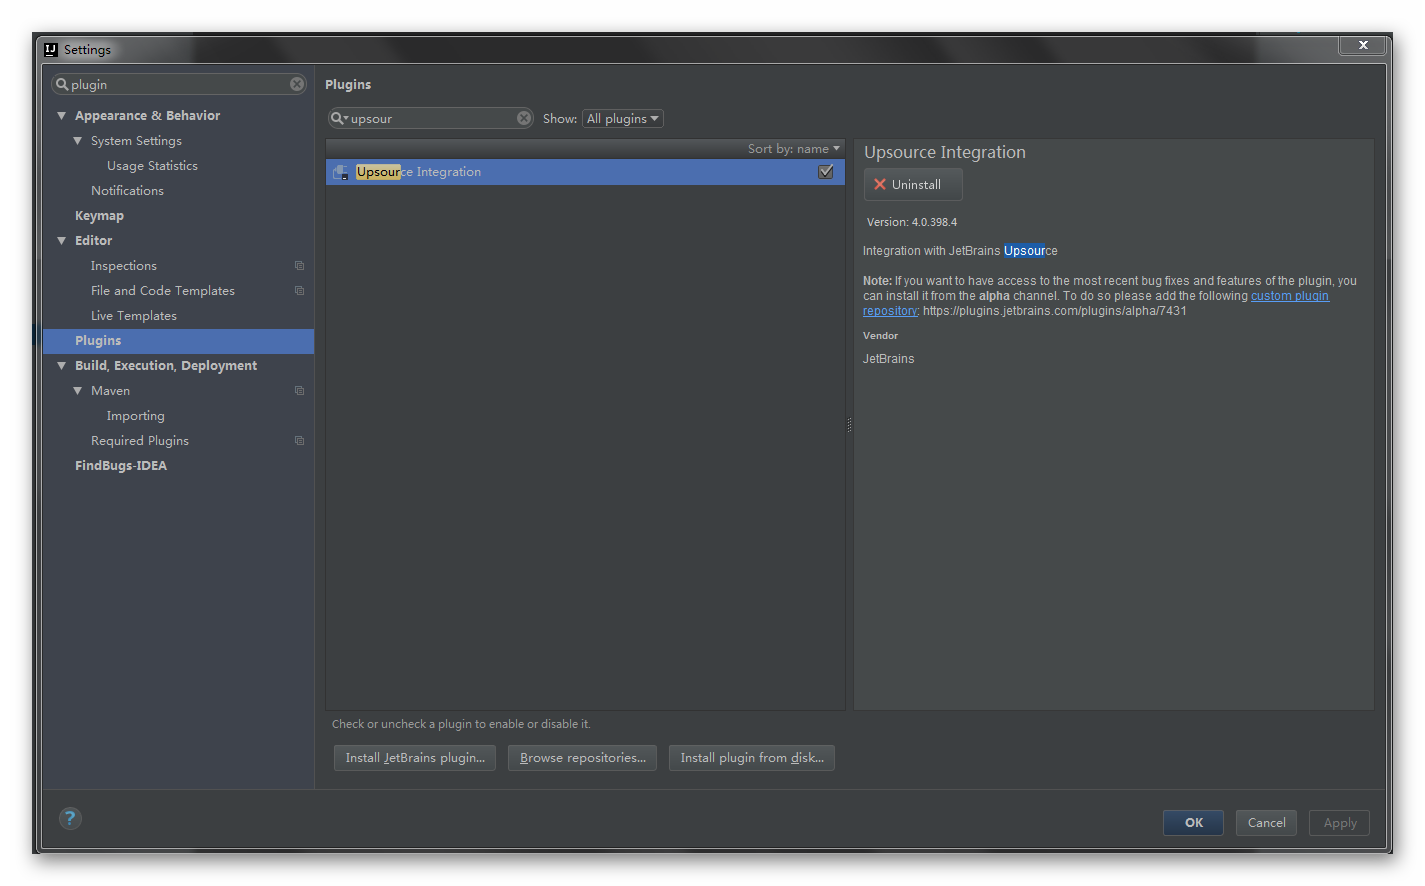 IJ Settings
plugin
Appearance & Behavior
System Settings
Usage Statistics
Notifications
Keymap
Editor
Inspections
File and Code Templates
Live Templates
Plugins
Build, Execution, Deployment
Maven
Importing
Required Plugins
FindBugs-IDEA
Plugins
upsour
Show: All plugins
Sort by: name
Upsource Integration
Upsource Integration
Uninstall
Version: 4.0.398.4
Integration with JetBrains Upsource
Note: If you want to have access to the most recent bug fixes and features of the plugin, you
can install it from the alpha channel. To do so please add the following custom plugin
repository: https://plugins.jetbrains.com/plugins/alpha/7431
Vendor
JetBrains
Check or uncheck a plugin to enable or disable it.
Install JetBrains plugin... Browse repositories... Install plugin from disk...
?
OK Cancel Apply